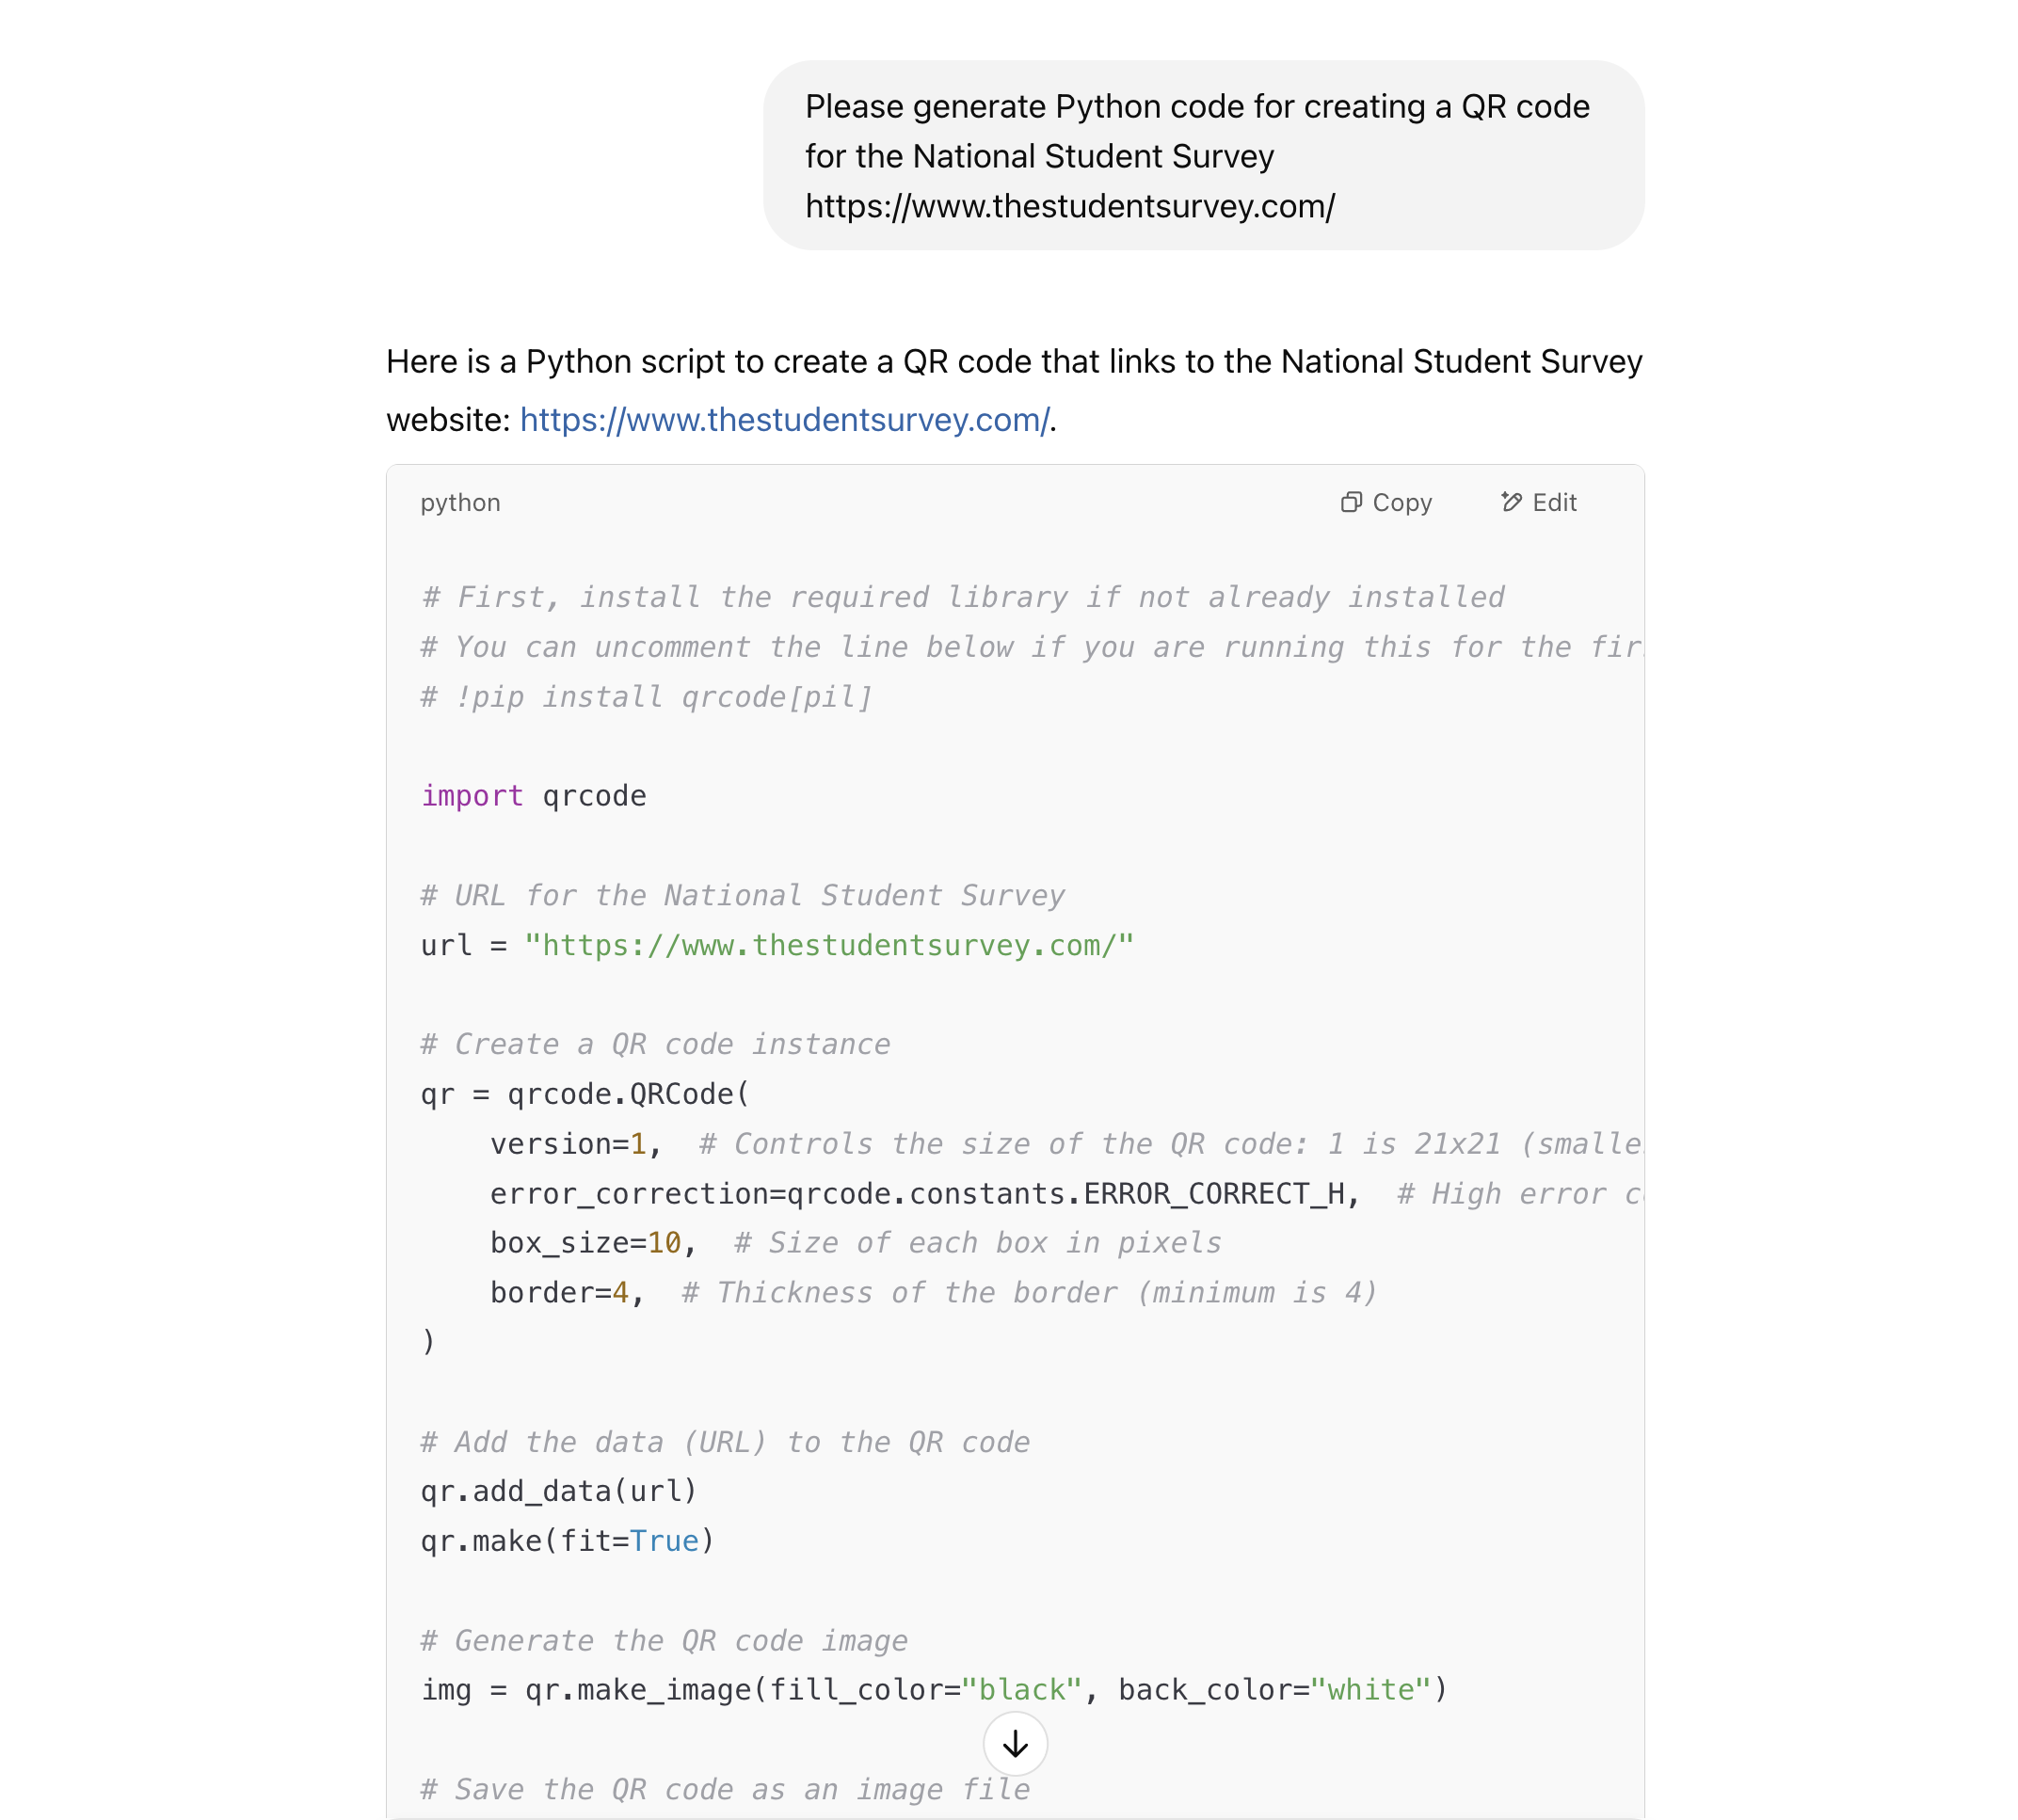 Please generate Python code for creating a QR code
for the National Student Survey
https://www.thestudentsurvey.com/
Here is a Python script to create a QR code that links to the National Student Survey
website: https://www.thestudentsurvey.com/.
python
Copy
Edit
# First, install the required library if not already installed
# You can uncomment the line below if you are running this for the
# !pip install qrcode[pil]
import qrcode
# URL for the National Student Survey
url = "https://www.thestudentsurvey.com/"
# Create a QR code instance
qr = qrcode.QRCode(
    version=1,  # Controls the size of the QR code: 1 is 21x21
    error_correction=qrcode.constants.ERROR_CORRECT_H,  # High error
    box_size=10,  # Size of each box in pixels
    border=4,  # Thickness of the border (minimum is 4)
)
# Add the data (URL) to the QR code
qr.add_data(url)
qr.make(fit=True)
# Generate the QR code image
img = qr.make_image(fill_color="black", back_color="white")
# Save the QR code as an image file